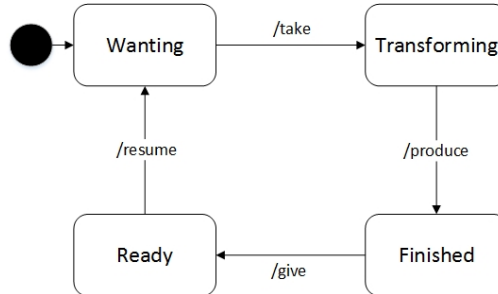 Wanting
/take
Transforming
/resume
/produce
Ready
/give
Finished